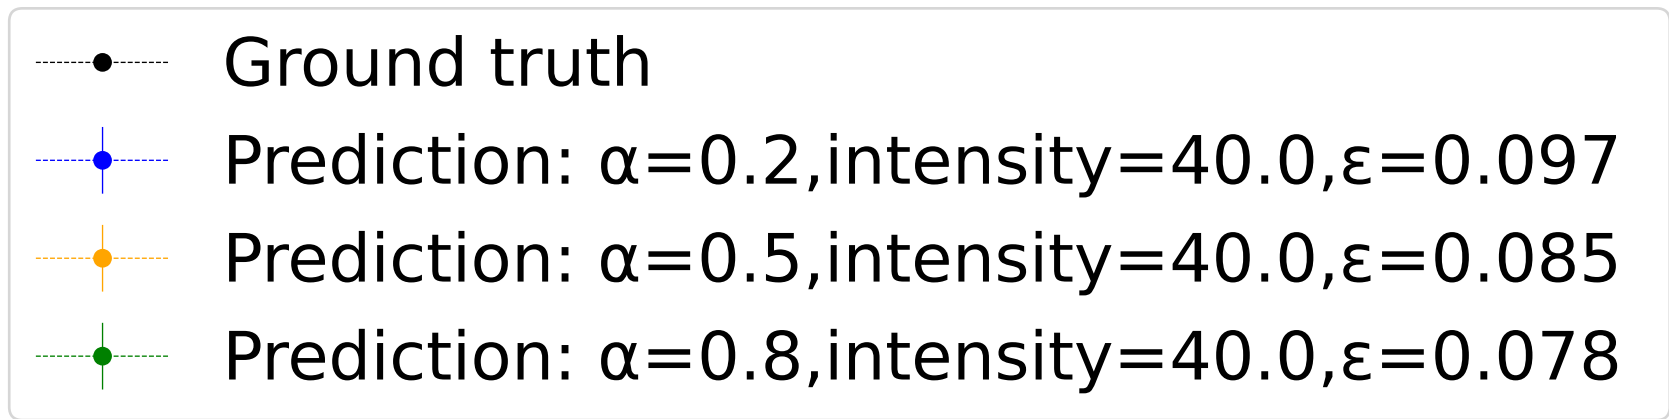 Ground truth
Prediction: α=0.2,intensity=40.0,ε=0.097
Prediction: α=0.5,intensity=40.0,ε=0.085
Prediction: α=0.8,intensity=40.0,ε=0.078